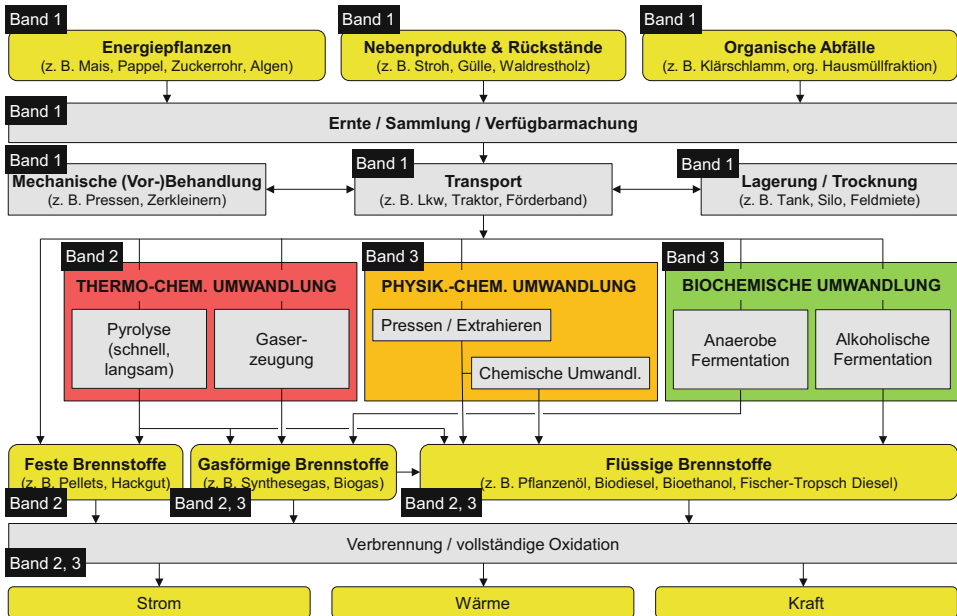 Band 1
Energiepflanzen
(z. B. Mais, Pappel, Zuckerrohr, Algen)
Band 1
Nebenprodukte & Rückstände
(z. B. Stroh, Gülle, Waldrestholz)
Band 1
Organische Abfälle
(z. B. Klärschlamm, org. Hausmüllfraktion)
Band 1
Ernte / Sammlung / Verfügbarmachung
Band 1
Mechanische (Vor-)Behandlung
(z. B. Pressen, Zerkleinern)
Band 1
Transport
(z. B. Lkw, Traktor, Förderband)
Band 1
Lagerung / Trocknung
(z. B. Tank, Silo, Feldmiete)
Band 2
THERMO-CHEM. UMWANDLUNG
Pyrolyse
(schnell,
langsam)
Gaser-
zeugung
Band 3
PHYSIK.-CHEM. UMWANDLUNG
Pressen / Extrahieren
Chemische Umwandl.
Band 3
BIOCHEMISCHE UMWANDLUNG
Anaerobe
Fermentation
Alkoholische
Fermentation
Feste Brennstoffe
(z. B. Pellets, Hackgut)
Band 2
Gasförmige Brennstoffe
(z. B. Synthesegas, Biogas)
Band 2, 3
Flüssige Brennstoffe
(z. B. Pflanzenöl, Biodiesel, Bioethanol, Fischer-Tropsch Diesel)
Band 2, 3
Verbrennung / vollständige Oxidation
Band 2, 3
Strom
Wärme
Kraft